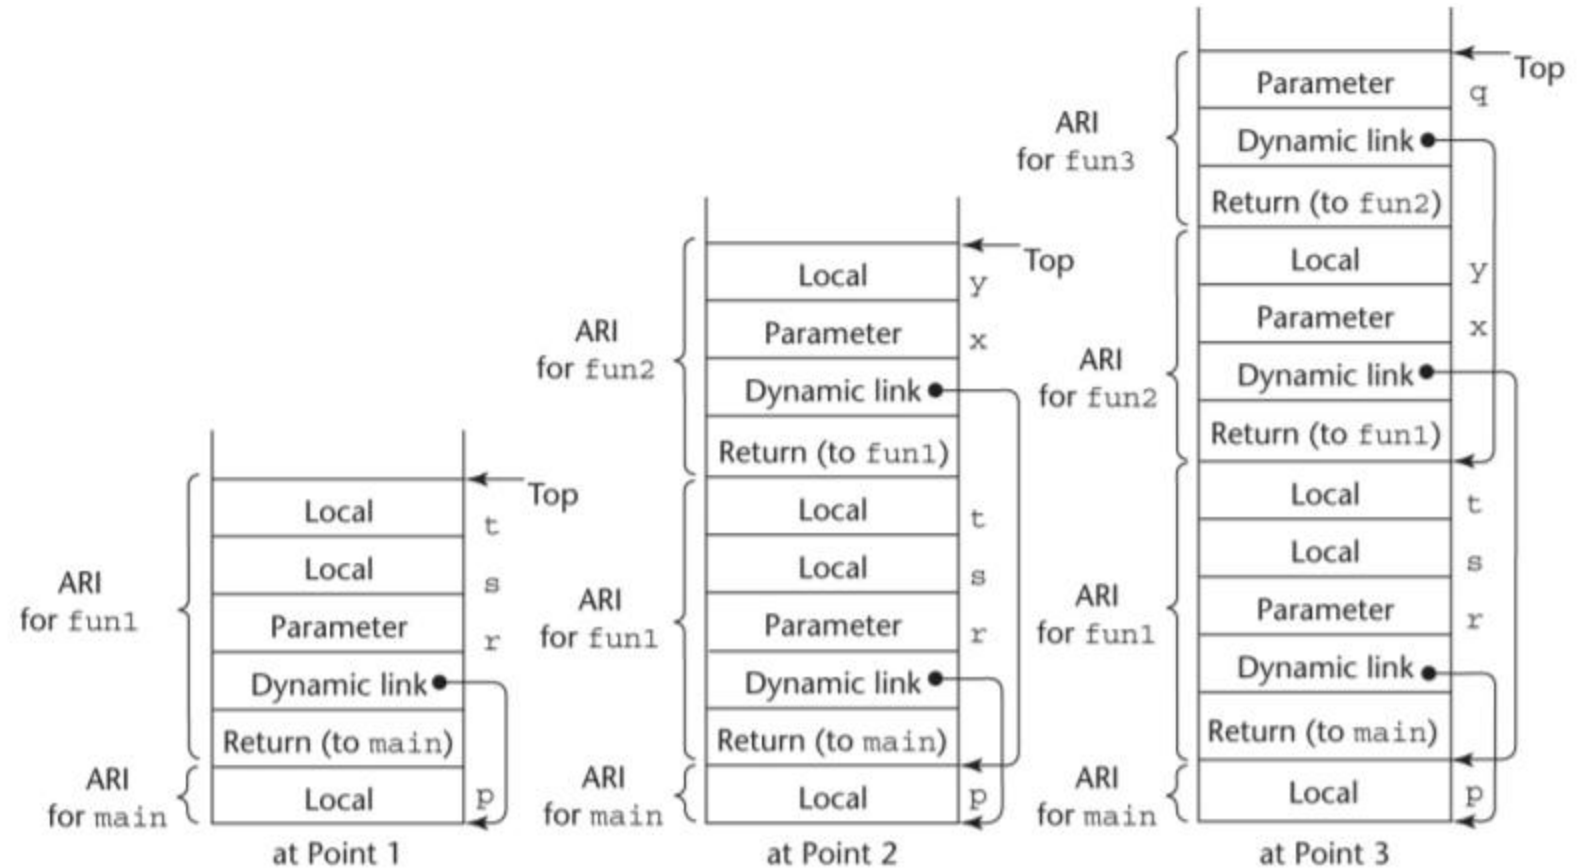 Top
Local
t
Local
s
ARI
for fun1
Parameter
r
Dynamic link
Return (to main)
ARI
for main
Local
p
at Point 1
Top
Local
y
ARI
for fun2
Parameter
x
Dynamic link
Return (to fun1)
Local
t
Local
s
ARI
for fun1
Parameter
r
Dynamic link
Return (to main)
ARI
for main
Local
p
at Point 2
Top
Parameter
q
ARI
for fun3
Dynamic link
Return (to fun2)
Local
y
Parameter
x
ARI
for fun2
Dynamic link
Return (to fun1)
Local
t
Local
s
ARI
for fun1
Parameter
r
Dynamic link
Return (to main)
ARI
for main
Local
p
at Point 3